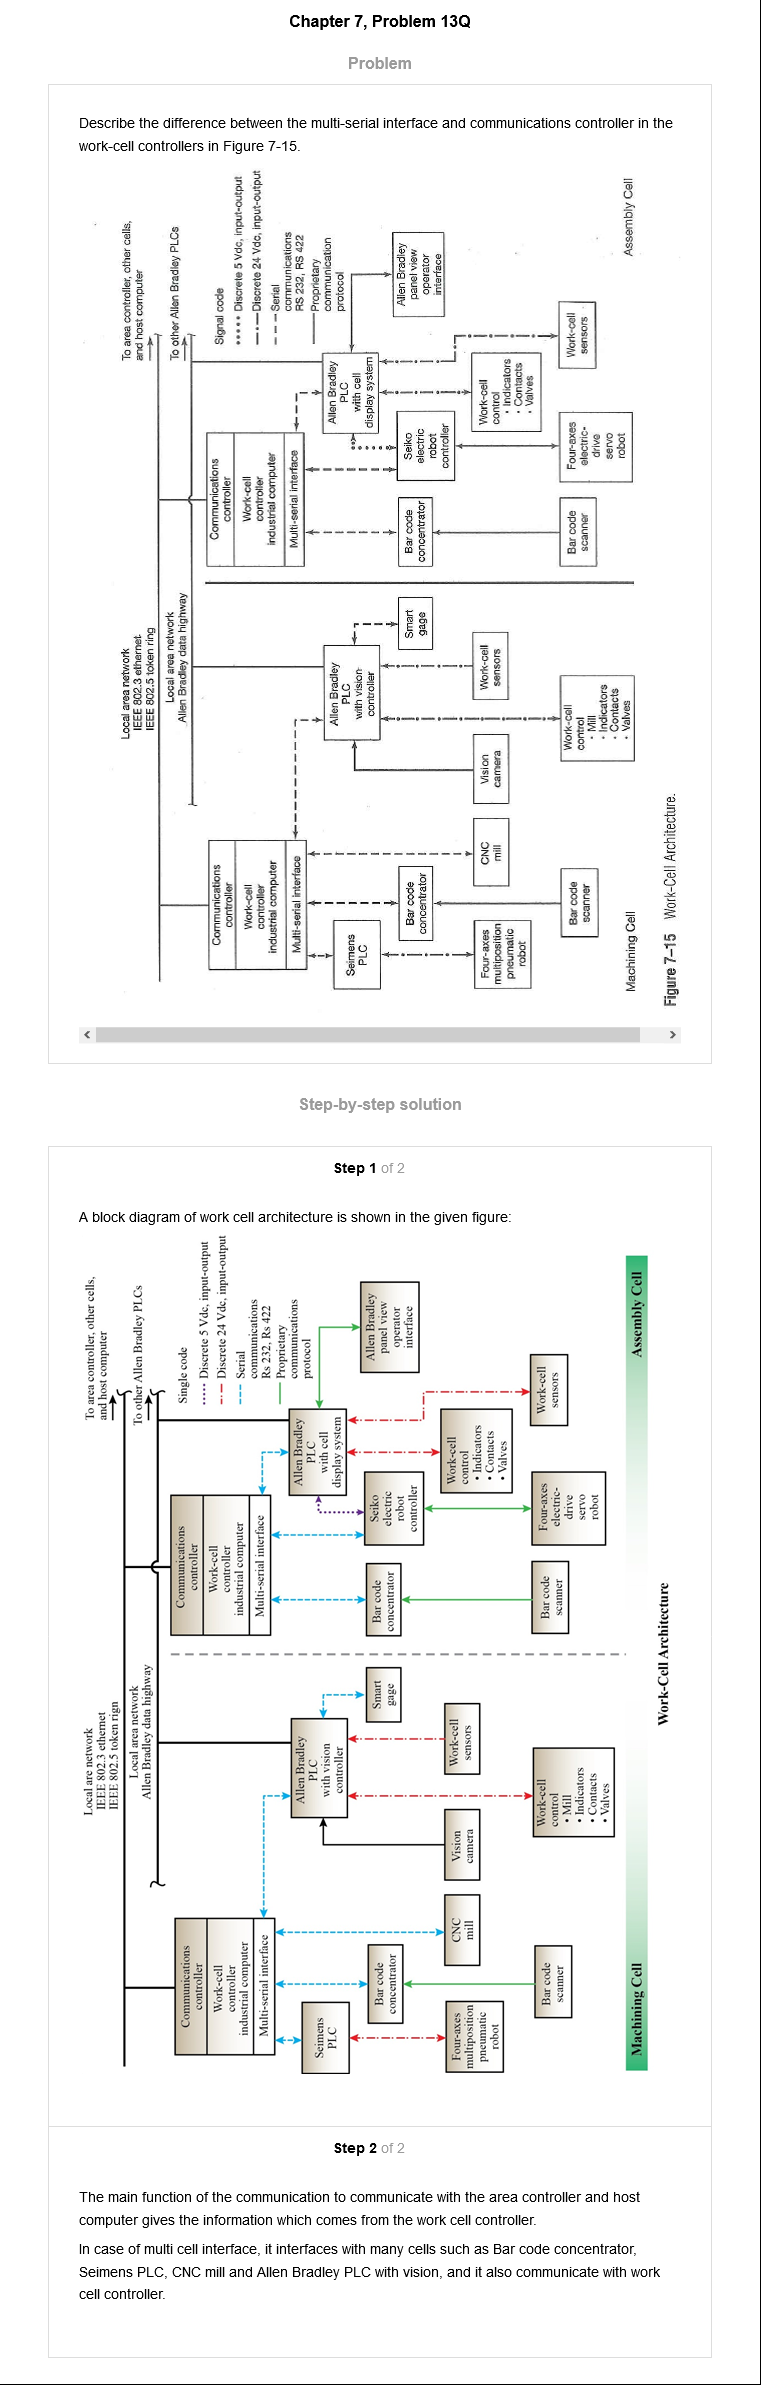 Chapter 7, Problem 13Q
Problem
Describe the difference between the multi-serial interface and communications controller in the
work-cell controllers in Figure 7-15.
To area controller, other cells,
and host computer
To other Allen Bradley PLCs
Signal code
Discrete 5 Vdc, input-output
Discrete 24 Vdc, input-output
Serial
communications
RS 232, RS 422
Proprietary
communication
protocol
Local area network
IEEE 802.3 ethernet
IEEE 802.5 token ring
Local area network
Allen Bradley data highway
Communications
controller
Work-cell
controller
industrial computer
Multi-serial interface
Seimens
PLC
Four-axes
multiposition
pneumatic
robot
Bar code
concentrator
Bar code
scanner
CNC
mill
Allen Bradley
PLC
with vision
controller
Vision
camera
Smart
gage
Work-cell
sensors
Work-cell
control
• Mill
• Indicators
• Contacts
• Valves
Communications
controller
Work-cell
controller
industrial computer
Multi-serial interface
Bar code
concentrator
Bar code
scanner
Seiko
electric
robot
controller
Four-axes
electric-
drive
servo
robot
Allen Bradley
PLC
with cell
display system
Allen Bradley
panel view
operator
interface
Work-cell
control
• Indicators
• Contacts
• Valves
Work-cell
sensors
Machining Cell
Assembly Cell
Figure 7–15 Work-Cell Architecture.
Step-by-step solution
Step 1 of 2
A block diagram of work cell architecture is shown in the given figure:
To area controller, other cells,
and host computer
To other Allen Bradley PLCs
Single code
Discrete 5 Vdc, input-output
Discrete 24 Vdc, input-output
Serial
communications
Rs 232, Rs 422
Proprietary
communications
protocol
Local are network
IEEE 802.3 ethernet
IEEE 802.5 token rign
Local area network
Allen Bradley data highway
Communications
controller
Work-cell
controller
industrial computer
Multi-serial interface
Seimens
PLC
Four-axes
multiposition
pneumatic
robot
Bar code
concentrator
Bar code
scanner
CNC
mill
Allen Bradley
PLC
with vision
controller
Vision
camera
Smart
gage
Work-cell
sensors
Work-cell
control
• Mill
• Indicators
• Contacts
• Valves
Communications
controller
Work-cell
controller
industrial computer
Multi-serial interface
Bar code
concentrator
Bar code
scanner
Seiko
electric
robot
controller
Four-axes
electric-
drive
servo
robot
Allen Bradley
PLC
with cell
display system
Allen Bradley
panel view
operator
interface
Work-cell
control
• Indicators
• Contacts
• Valves
Work-cell
sensors
Machining Cell
Assembly Cell
Work-Cell Architecture
Step 2 of 2
The main function of the communication to communicate with the area controller and host
computer gives the information which comes from the work cell controller.
In case of multi cell interface, it interfaces with many cells such as Bar code concentrator,
Seimens PLC, CNC mill and Allen Bradley PLC with vision, and it also communicate with work
cell controller.